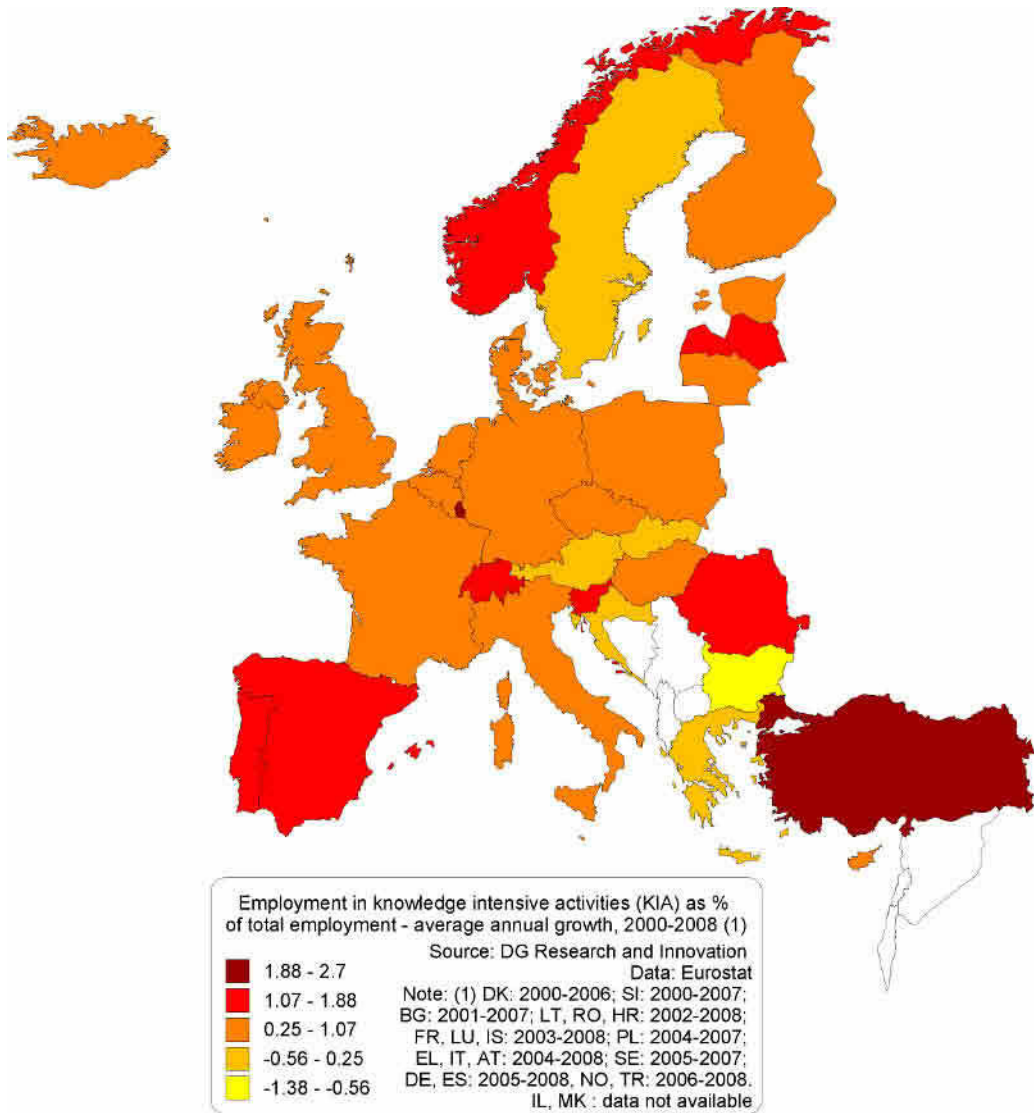 Employment in knowledge intensive activities (KIA) as %
of total employment - average annual growth, 2000-2008 (1)
Source: DG Research and Innovation
Data: Eurostat
1.88 - 2.7
1.07 - 1.88
0.25 - 1.07
-0.56 - 0.25
-1.38 - -0.56
Note: (1) DK: 2000-2006; SI: 2000-2007;
BG: 2001-2007; LT, RO, HR: 2002-2008;
FR, LU, IS: 2003-2008; PL: 2004-2007;
EL, IT, AT: 2004-2008; SE: 2005-2007;
DE, ES: 2005-2008, NO, TR: 2006-2008.
IL, MK : data not available